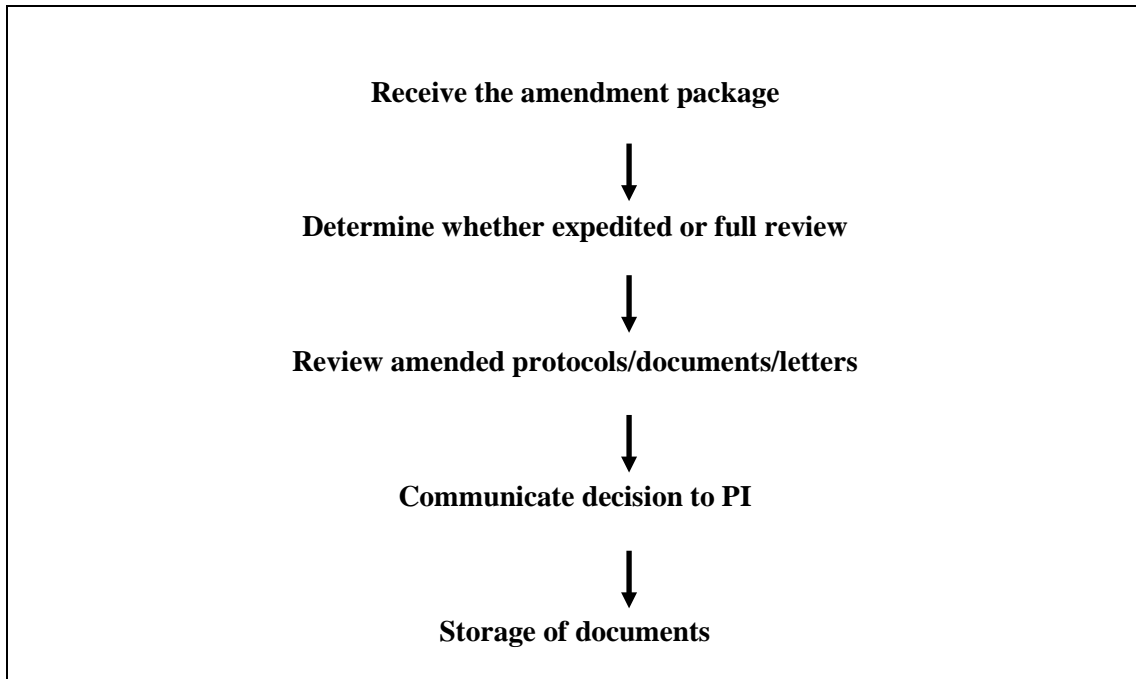 Receive the amendment package
Determine whether expedited or full review
Review amended protocols/documents/letters
Communicate decision to PI
Storage of documents